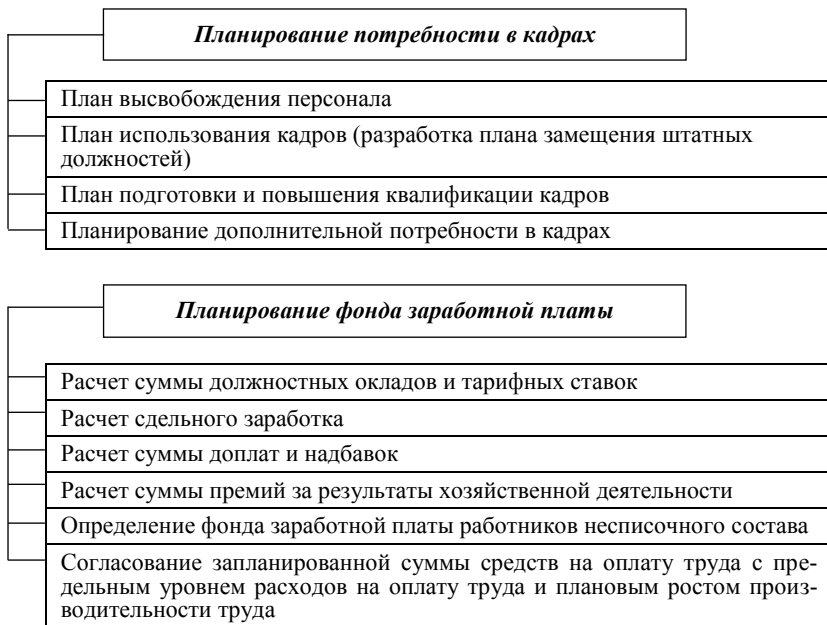 Планирование потребности в кадрах
План высвобождения персонала
План использования кадров (разработка плана замещения штатных
должностей)
План подготовки и повышения квалификации кадров
Планирование дополнительной потребности в кадрах
Планирование фонда заработной платы
Расчет суммы должностных окладов и тарифных ставок
Расчет сдельного заработка
Расчет суммы доплат и надбавок
Расчет суммы премий за результаты хозяйственной деятельности
Определение фонда заработной платы работников несписочного состава
Согласование запланированной суммы средств на оплату труда с пре-
дельным уровнем расходов на оплату труда и плановым ростом произ-
водительности труда